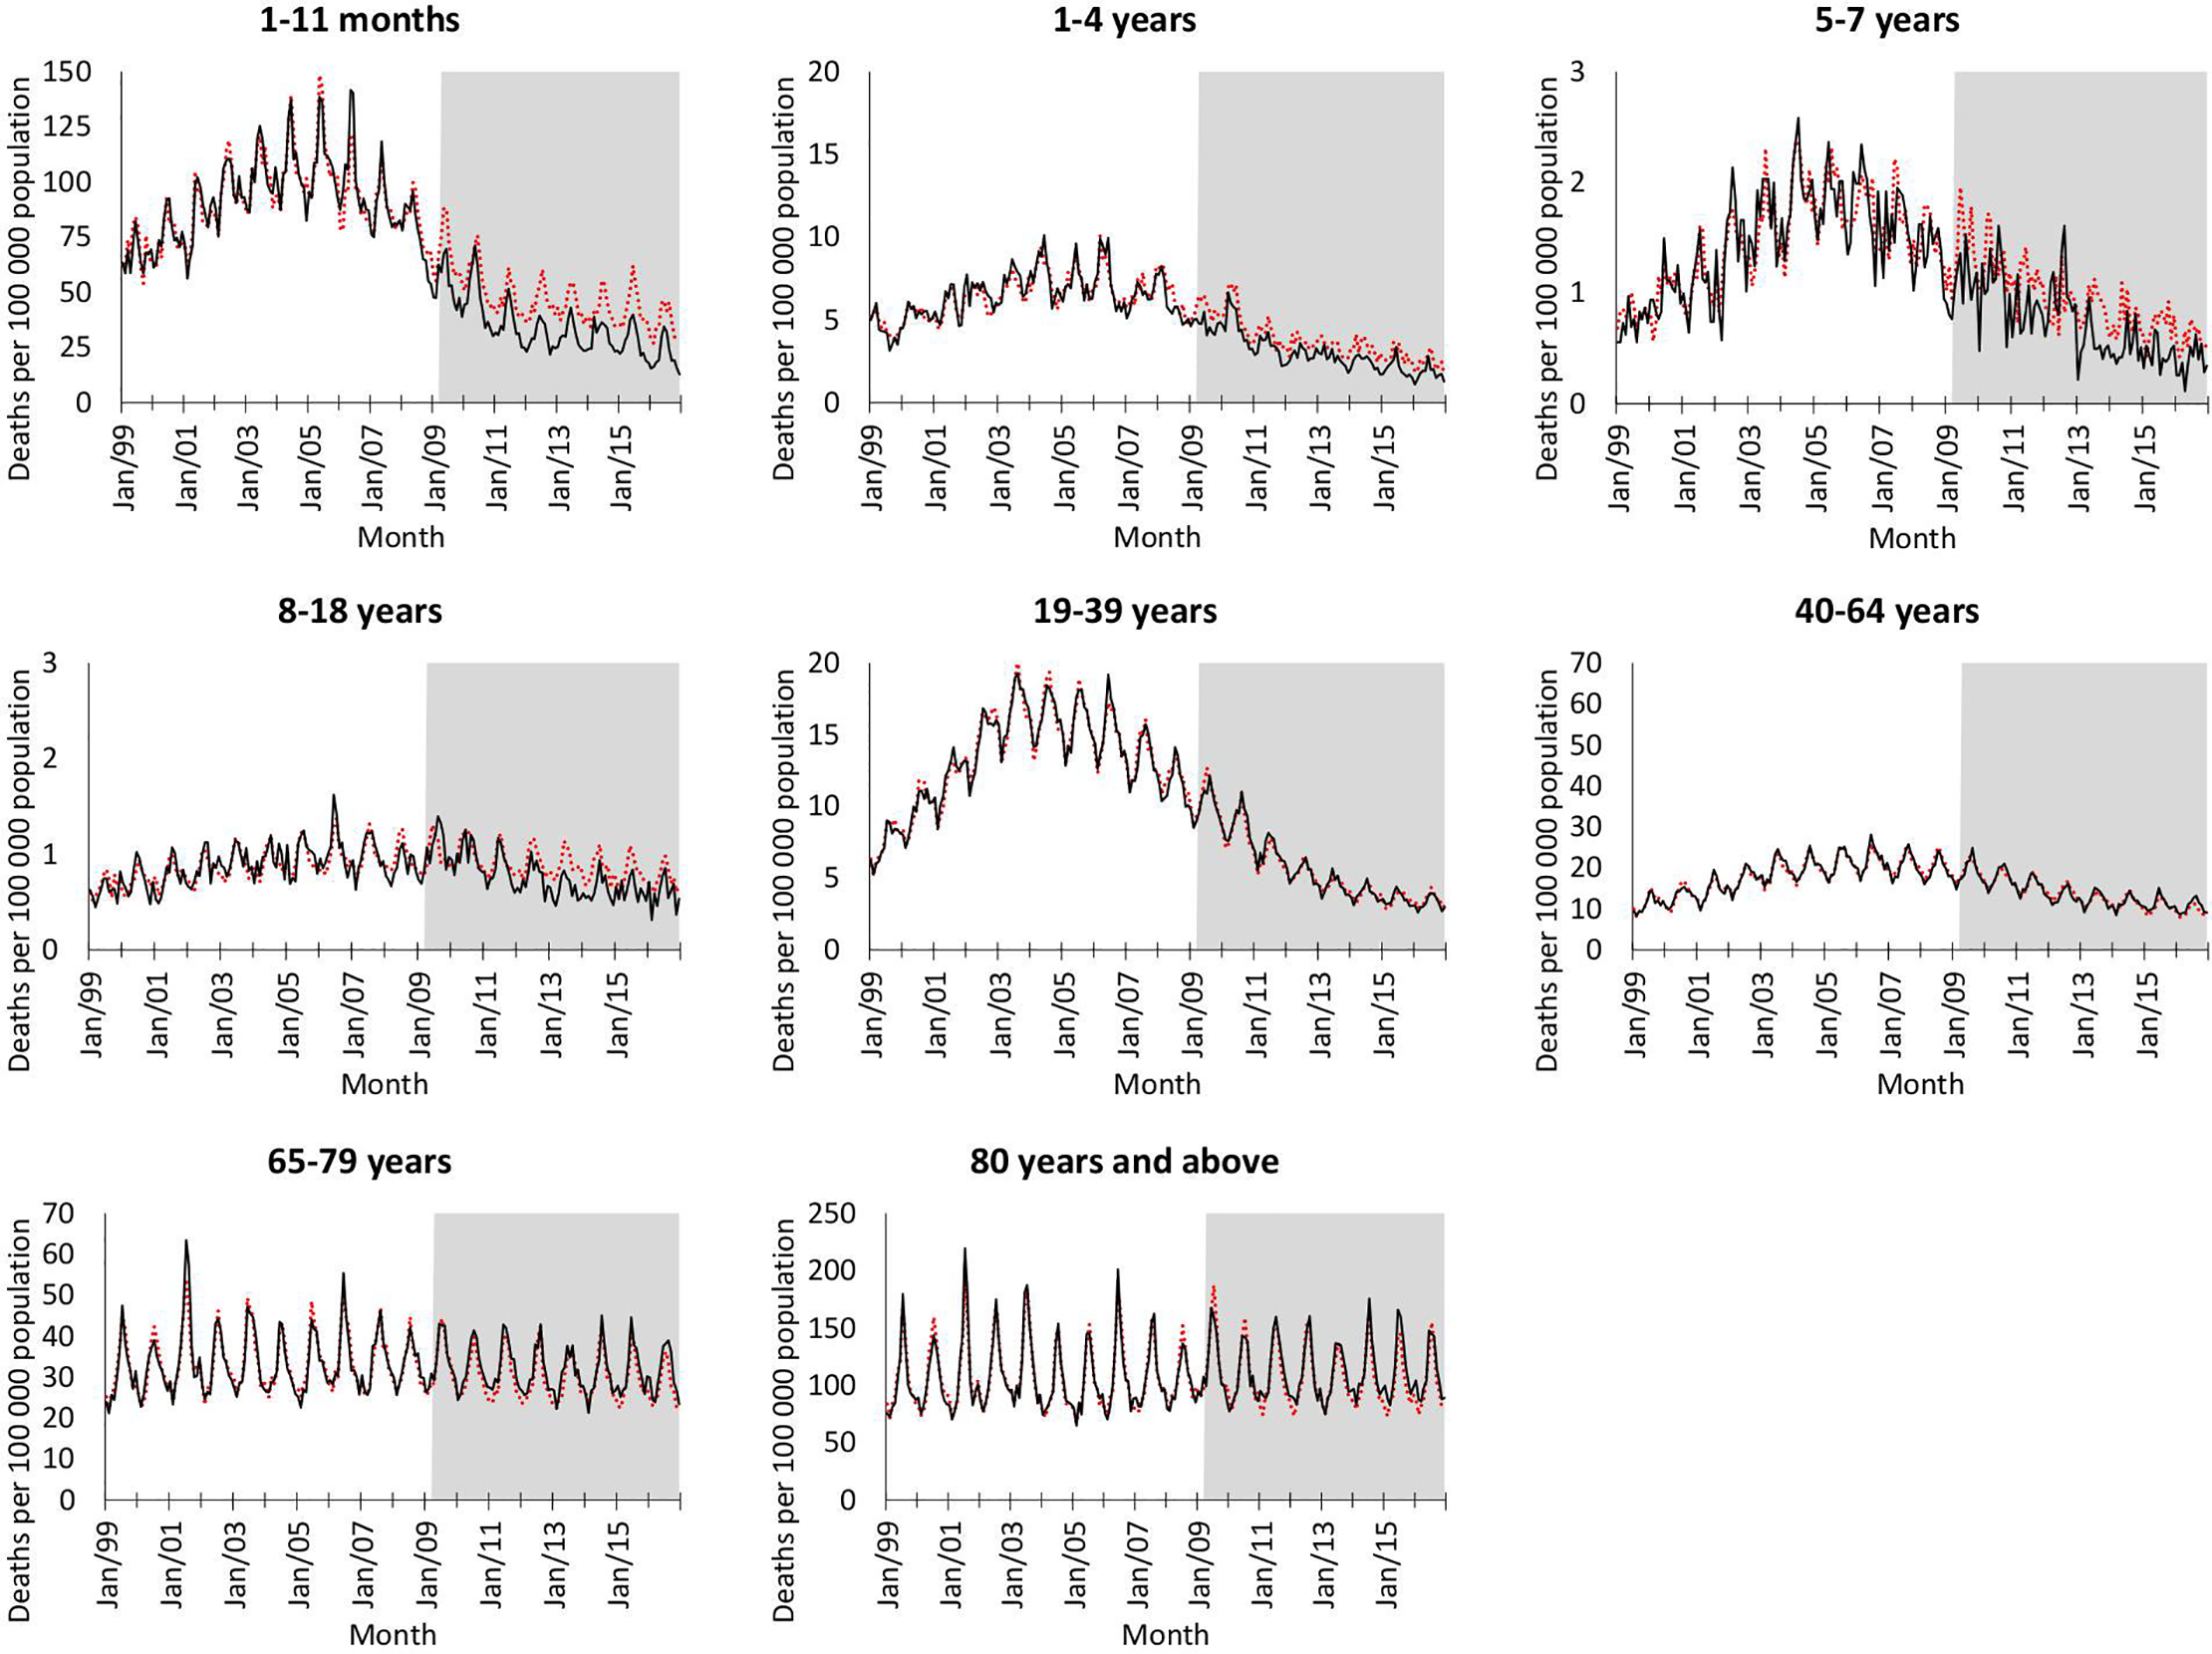 1-11 months
Deaths per 100 000 population
150
125
100
75
50
25
0
Jan/99
Jan/01
Jan/03
Jan/05
Jan/07
Jan/09
Jan/11
Jan/13
Jan/15
Month
1-4 years
Deaths per 100 000 population
20
15
10
5
0
Jan/99
Jan/01
Jan/03
Jan/05
Jan/07
Jan/09
Jan/11
Jan/13
Jan/15
Month
5-7 years
Deaths per 100 000 population
3
2
1
0
Jan/99
Jan/01
Jan/03
Jan/05
Jan/07
Jan/09
Jan/11
Jan/13
Jan/15
Month
8-18 years
Deaths per 100 000 population
3
2
1
0
Jan/99
Jan/01
Jan/03
Jan/05
Jan/07
Jan/09
Jan/11
Jan/13
Jan/15
Month
19-39 years
Deaths per 100 000 population
20
15
10
5
0
Jan/99
Jan/01
Jan/03
Jan/05
Jan/07
Jan/09
Jan/11
Jan/13
Jan/15
Month
40-64 years
Deaths per 100 000 population
70
60
50
40
30
20
10
0
Jan/99
Jan/01
Jan/03
Jan/05
Jan/07
Jan/09
Jan/11
Jan/13
Jan/15
Month
65-79 years
Deaths per 100 000 population
70
60
50
40
30
20
10
0
Jan/99
Jan/01
Jan/03
Jan/05
Jan/07
Jan/09
Jan/11
Jan/13
Jan/15
Month
80 years and above
Deaths per 100 000 population
250
200
150
100
50
0
Jan/99
Jan/01
Jan/03
Jan/05
Jan/07
Jan/09
Jan/11
Jan/13
Jan/15
Month